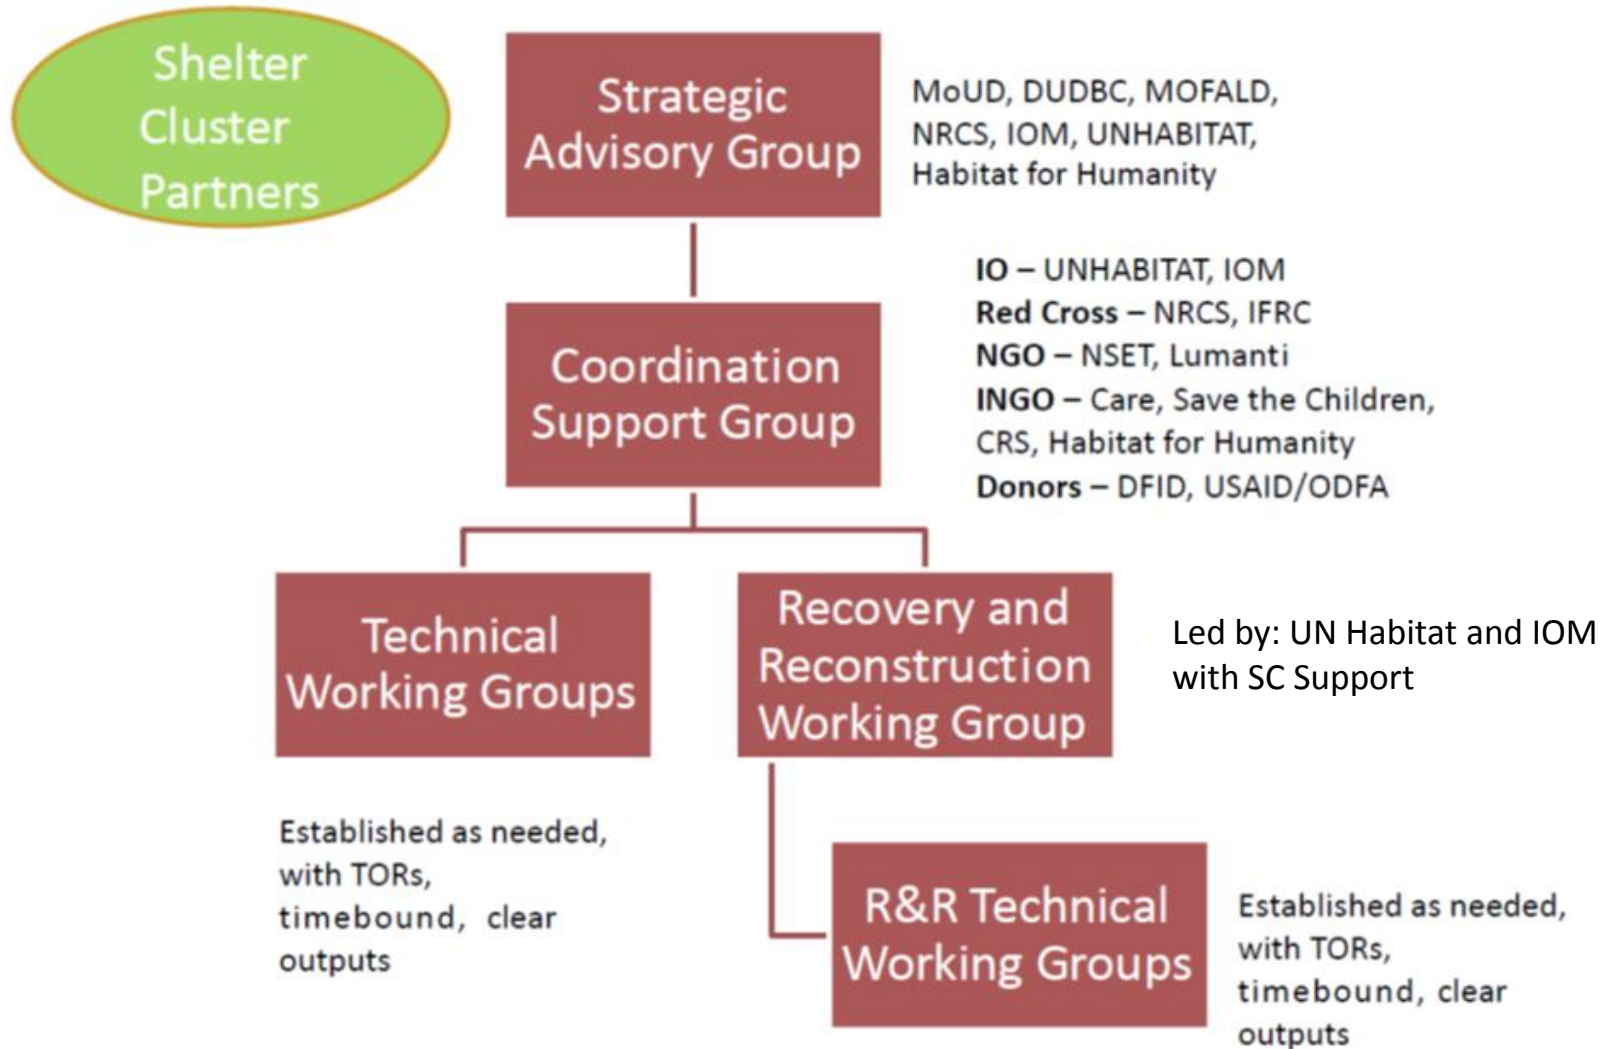 Shelter
Cluster
Partners
Strategic
Advisory Group
MoUD, DUDBC, MOFALD,
NRCS, IOM, UNHABITAT,
Habitat for Humanity
Coordination
Support Group
IO – UNHABITAT, IOM
Red Cross – NRCS, IFRC
NGO – NSET, Lumanti
INGO – Care, Save the Children,
CRS, Habitat for Humanity
Donors – DFID, USAID/ODFA
Technical
Working Groups
Recovery and
Reconstruction
Working Group
Led by: UN Habitat and IOM
with SC Support
Established as needed,
with TORs,
timebound, clear
outputs
R&R Technical
Working Groups
Established as needed,
with TORs,
timebound, clear
outputs